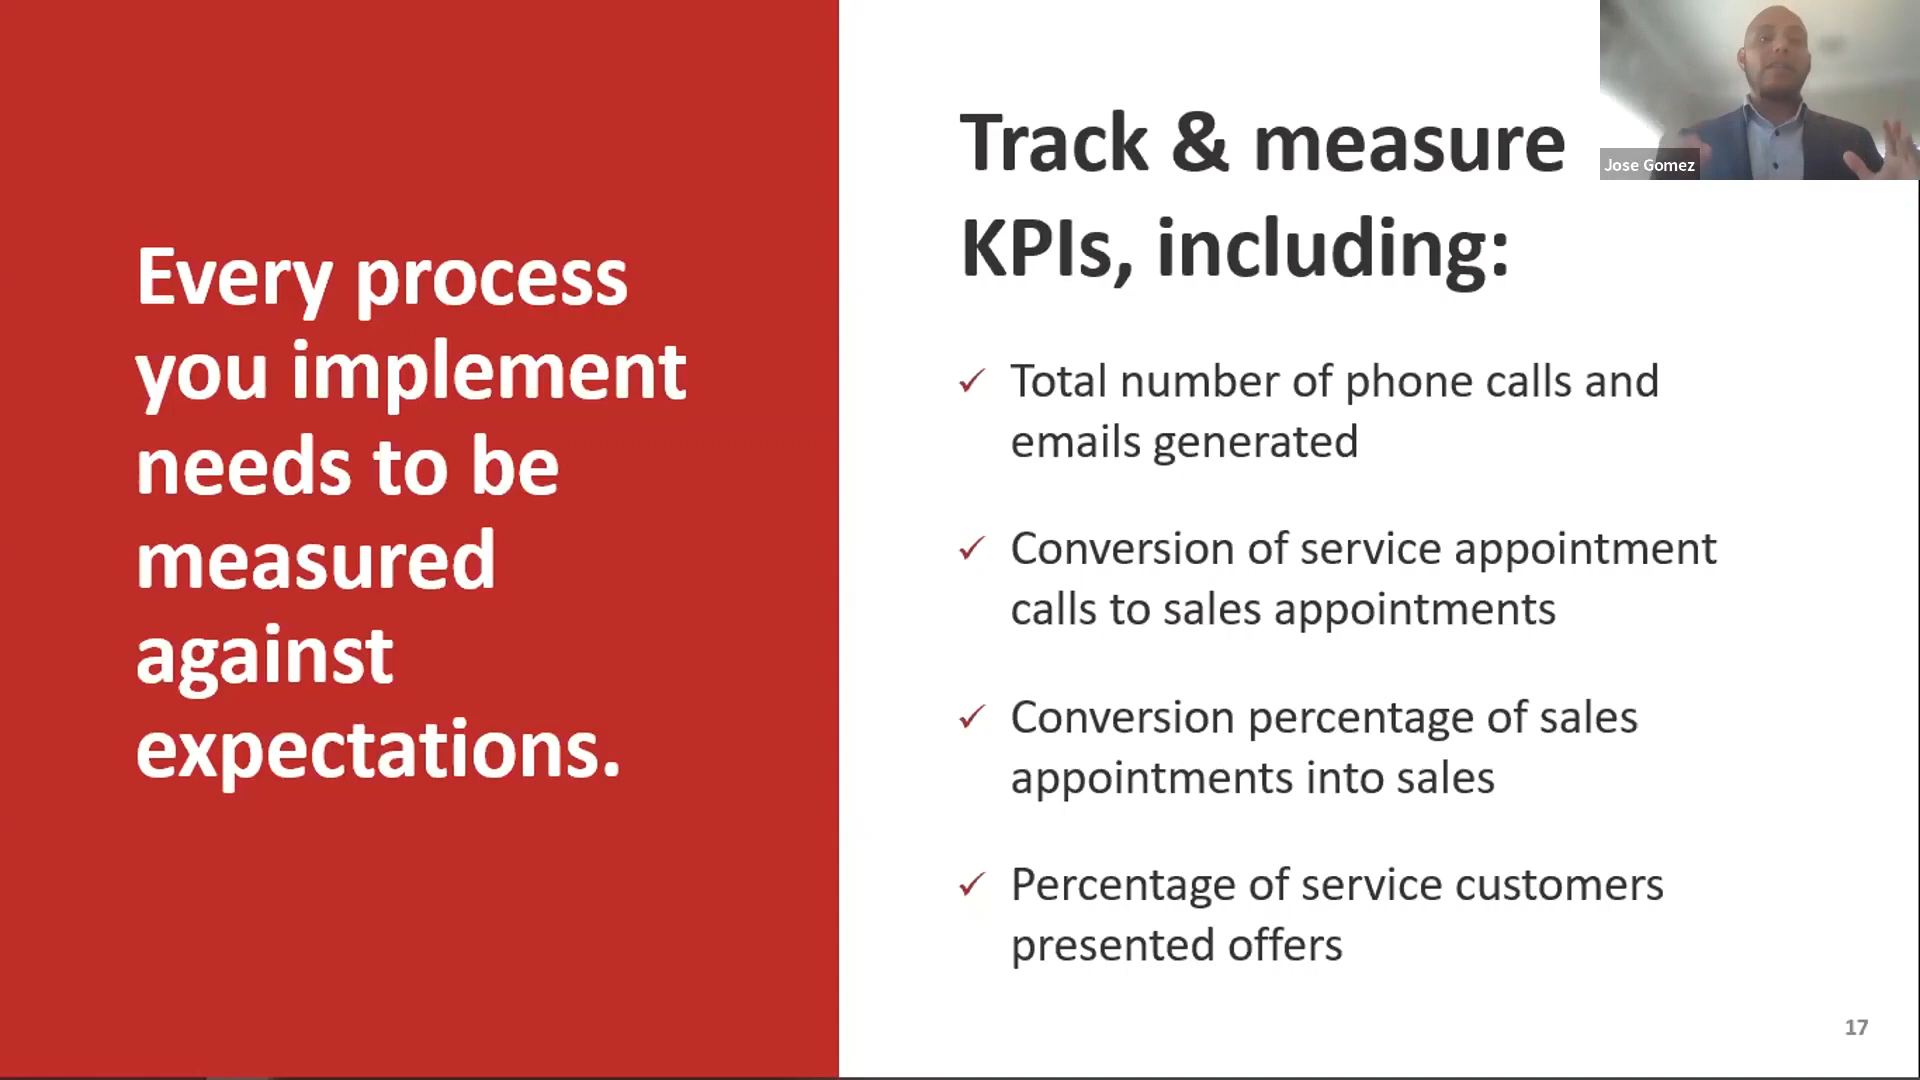 Every process
you implement
needs to be
measured
against
expectations.
Track & measure
KPIs, including:
✓ Total number of phone calls and
emails generated
✓ Conversion of service appointment
calls to sales appointments
✓ Conversion percentage of sales
appointments into sales
✓ Percentage of service customers
presented offers
Jose Gomez
17